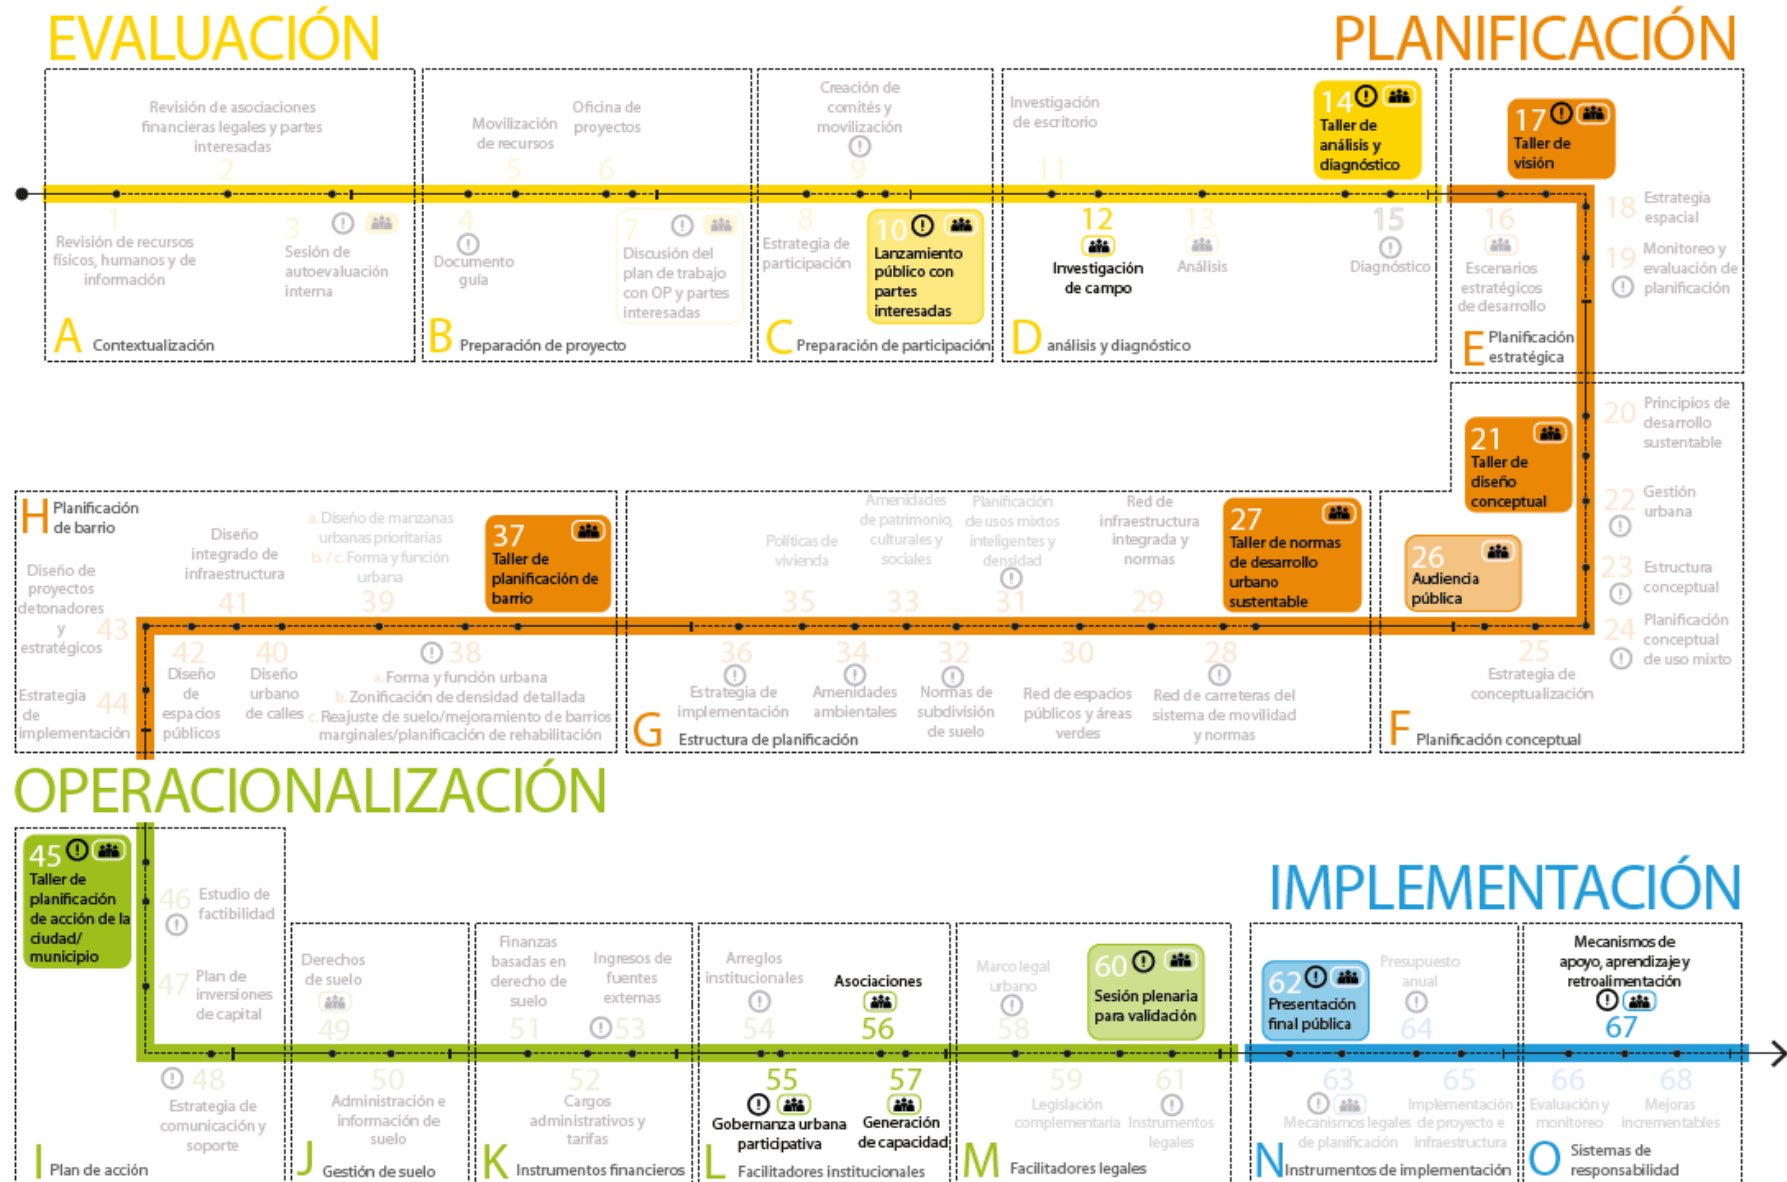 EVALUACIÓN
PLANIFICACIÓN
Revisión de asociaciones
financieras legales y partes
interesadas
2
1
Revisión de recursos
físicos, humanos y de
información
3
Sesión de
autoevaluación
interna
A Contextualización
Movilización
de recursos
5
Oficina de
proyectos
6
4
Documento
guía
7
Discusión del
plan de trabajo
con OP y partes
interesadas
B Preparación de proyecto
Creación de
comités y
movilización
9
8
Estrategia de
participación
10
Lanzamiento
público con
partes
interesadas
C Preparación de participación
Investigación
de escritorio
11
14
Taller de
análisis y
diagnóstico
12
Investigación
de campo
13
Análisis
15
Diagnóstico
D análisis y diagnóstico
17
Taller de
visión
16
Escenarios
estratégicos
de desarrollo
18 Estrategia
espacial
19 Monitoreo y
evaluación de
planificación
E Planificación
estratégica
20 Principios de
desarrollo
sustentable
21
Taller de
diseño
conceptual
22 Gestión
urbana
23 Estructura
conceptual
24 Planificación
conceptual
de uso mixto
26
Audiencia
pública
25
Estrategia de
conceptualización
F Planificación conceptual
27
Taller de normas
de desarrollo
urbano
sustentable
Red de
infraestructura
integrada y
normas
29
Planificación
de usos mixtos
inteligentes y
densidad
31
Amenidades
de patrimonio,
culturales y
sociales
33
Políticas de
vivienda
35
36
Estrategia de
implementación
34
Amenidades
ambientales
32
Normas de
subdivisión
de suelo
30
Red de espacios
públicos y áreas
verdes
28
Red de carreteras del
sistema de movilidad
y normas
G Estructura de planificación
H Planificación
de barrio
37
Taller de
planificación de
barrio
a. Diseño de manzanas
urbanas prioritarias
b. / c. Forma y función
urbana
39
Diseño
integrado de
infraestructura
41
Diseño de
proyectos
detonadores
y
estratégicos
43
38
a. Forma y función urbana
b. Zonificación de densidad detallada
c. Reajuste de suelo/mejoramiento de barrios
marginales/planificación de rehabilitación
40
Diseño
urbano
de calles
42
Diseño
de
espacios
públicos
Estrategia
de
implementación
44
OPERACIONALIZACIÓN
45
Taller de
planificación
de acción de la
ciudad/
municipio
46 Estudio de
factibilidad
47 Plan de
inversiones
de capital
48
Estrategia de
comunicación y
soporte
I Plan de acción
Derechos
de suelo
49
50
Administración e
información de
suelo
J Gestión de suelo
Finanzas
basadas en
derecho de
suelo
51
Ingresos de
fuentes
externas
53
52
Cargos
administrativos y
tarifas
K Instrumentos financieros
Arreglos
institucionales
54
Asociaciones
56
55
Gobernanza urbana
participativa
57
Generación
de capacidad
L Facilitadores institucionales
Marco legal
urbano
58
60
Sesión plenaria
para validación
59
Legislación
complementaria
61
Instrumentos
legales
M Facilitadores legales
IMPLEMENTACIÓN
62
Presentación
final pública
Presupuesto
anual
64
63
Mecanismos legales
de planificación
65
Implementación
de proyecto e
infraestructura
N Instrumentos de implementación
Mecanismos de
apoyo, aprendizaje y
retroalimentación
67
66
Evaluación y
monitoreo
68
Mejoras
incrementables
O Sistemas de
responsabilidad